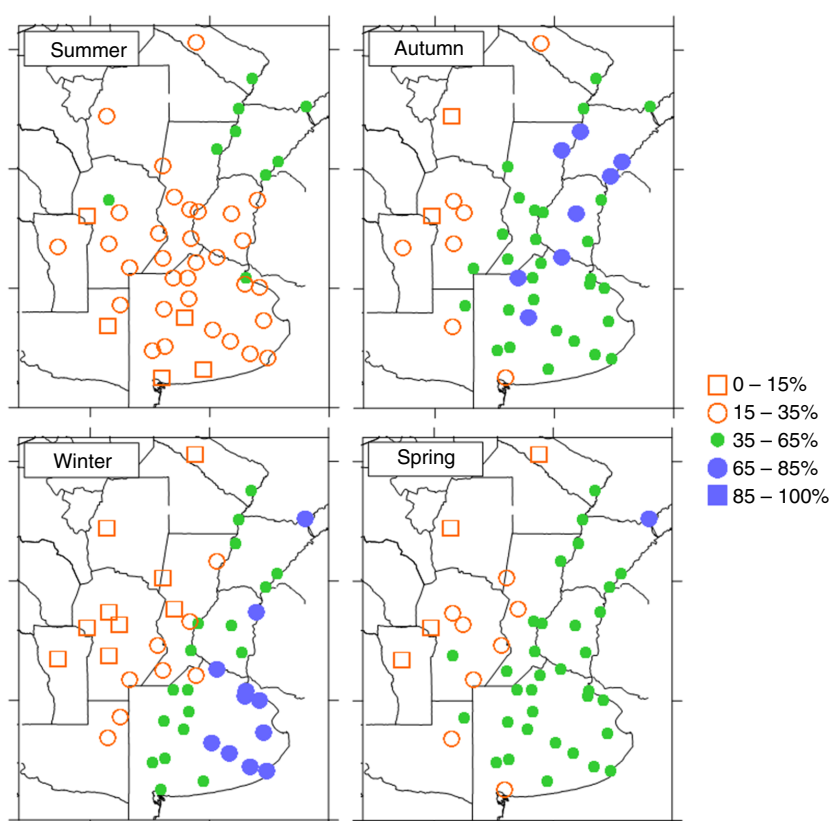 Summer
Autumn
Winter
Spring
0 – 15%
15 – 35%
35 – 65%
65 – 85%
85 – 100%